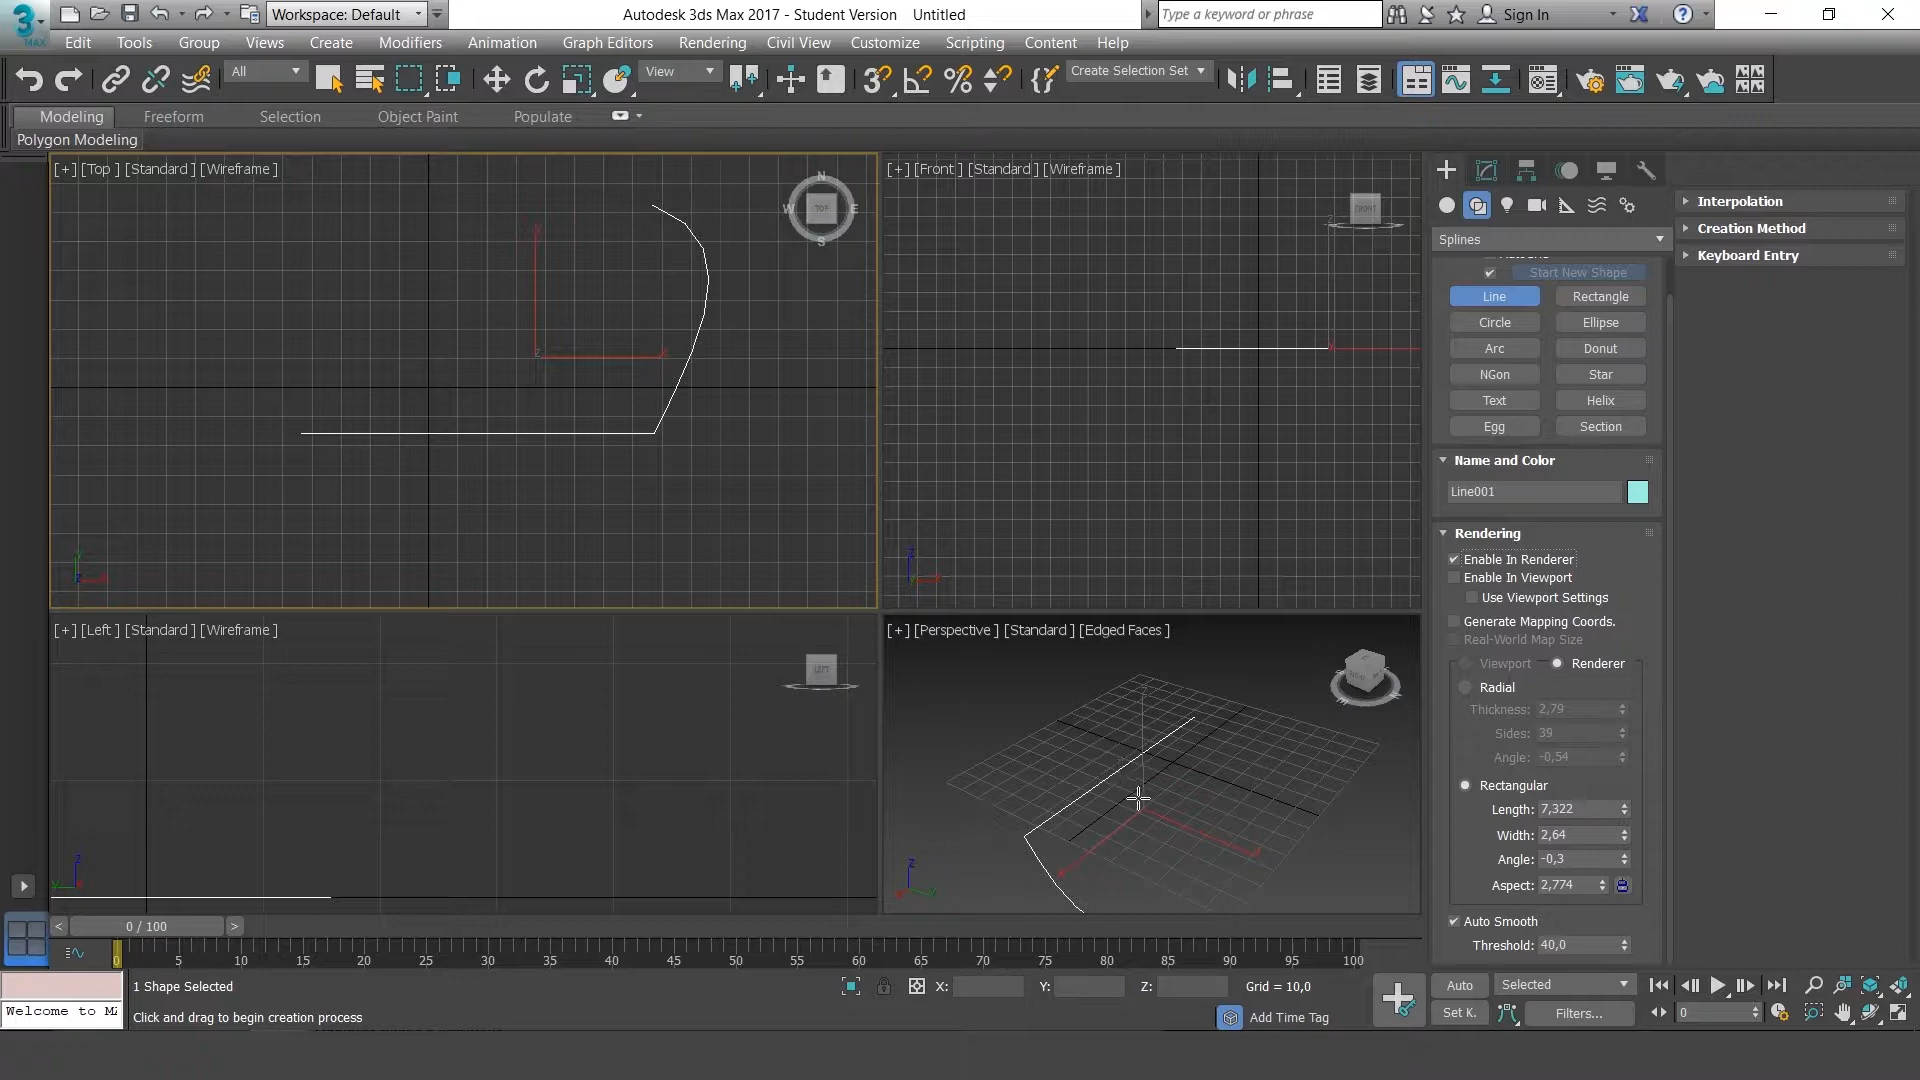 Workspace: Default
Autodesk 3ds Max 2017 - Student Version Untitled
Type a keyword or phrase
Sign In
3
MAX
Edit Tools Group Views Create Modifiers Animation Graph Editors Rendering Civil View Customize Scripting Content Help
All
View
Create Selection Set
Modeling Freeform Selection Object Paint Populate
Polygon Modeling
[+] [Top ] [Standard ] [Wireframe ]
N
W TOP E
S
[+] [Front ] [Standard ] [Wireframe ]
FRONT
[+] [Left ] [Standard ] [Wireframe ]
LEFT
[+] [Perspective ] [Standard ] [Edged Faces ]
Splines
Start New Shape
Line Rectangle
Circle Ellipse
Arc Donut
NGon Star
Text Helix
Egg Section
Name and Color
Line001
Rendering
Enable In Renderer
Enable In Viewport
Use Viewport Settings
Generate Mapping Coords.
Real-World Map Size
Viewport Renderer
Radial
Thickness: 2,79
Sides: 39
Angle: -0,54
Rectangular
Length: 7,322
Width: 2,64
Angle: -0,3
Aspect: 2,774
Auto Smooth
Threshold: 40,0
Interpolation
Creation Method
Keyboard Entry
< 0 / 100 >
0 5 10 15 20 25 30 35 40 45 50 55 60 65 70 75 80 85 90 95 100
1 Shape Selected
X: Y: Z: Grid = 10,0
Auto Selected
Welcome to M
Click and drag to begin creation process
Add Time Tag
Set K. Filters...
0